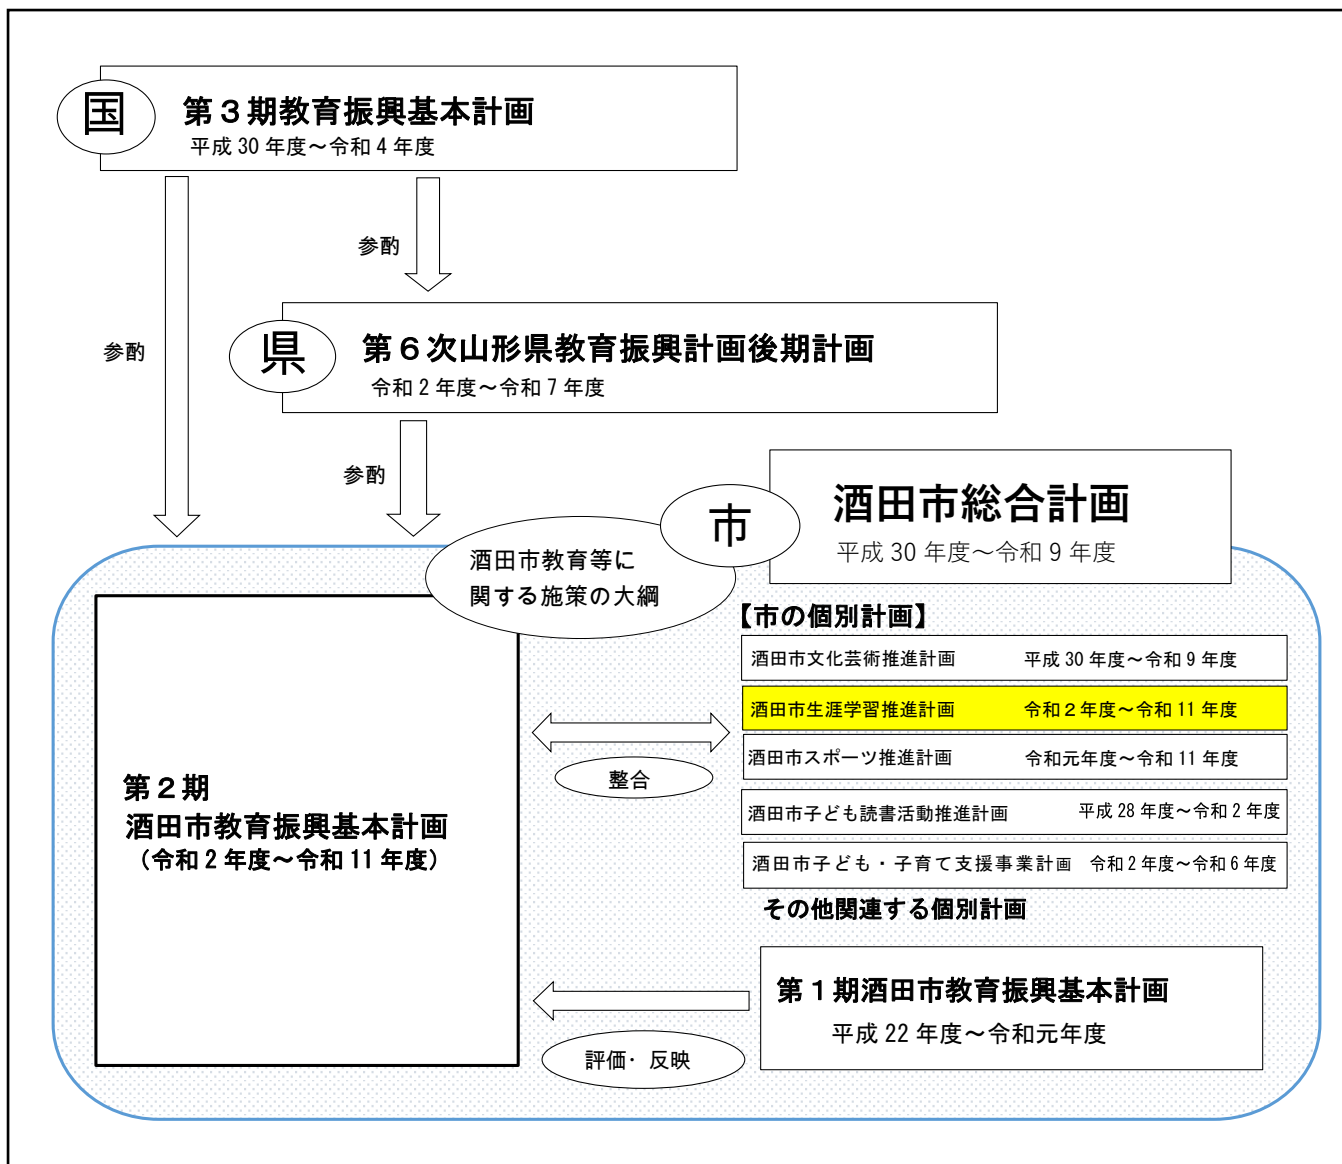 国
第３期教育振興基本計画
平成 30 年度～令和 4 年度
参酌
参酌
県
第６次山形県教育振興計画後期計画
令和 2 年度～令和 7 年度
参酌
市
酒田市総合計画
平成 30 年度～令和 9 年度
酒田市教育等に
関する施策の大綱
【市の個別計画】
酒田市文化芸術推進計画　平成 30 年度～令和 9 年度
酒田市生涯学習推進計画　令和２年度～令和 11 年度
酒田市スポーツ推進計画　令和元年度～令和 11 年度
酒田市子ども読書活動推進計画　平成 28 年度～令和 2 年度
酒田市子ども・子育て支援事業計画　令和 2 年度～令和 6 年度
その他関連する個別計画
整合
第２期
酒田市教育振興基本計画
（令和 2 年度～令和 11 年度）
第１期酒田市教育振興基本計画
平成 22 年度～令和元年度
評価・反映